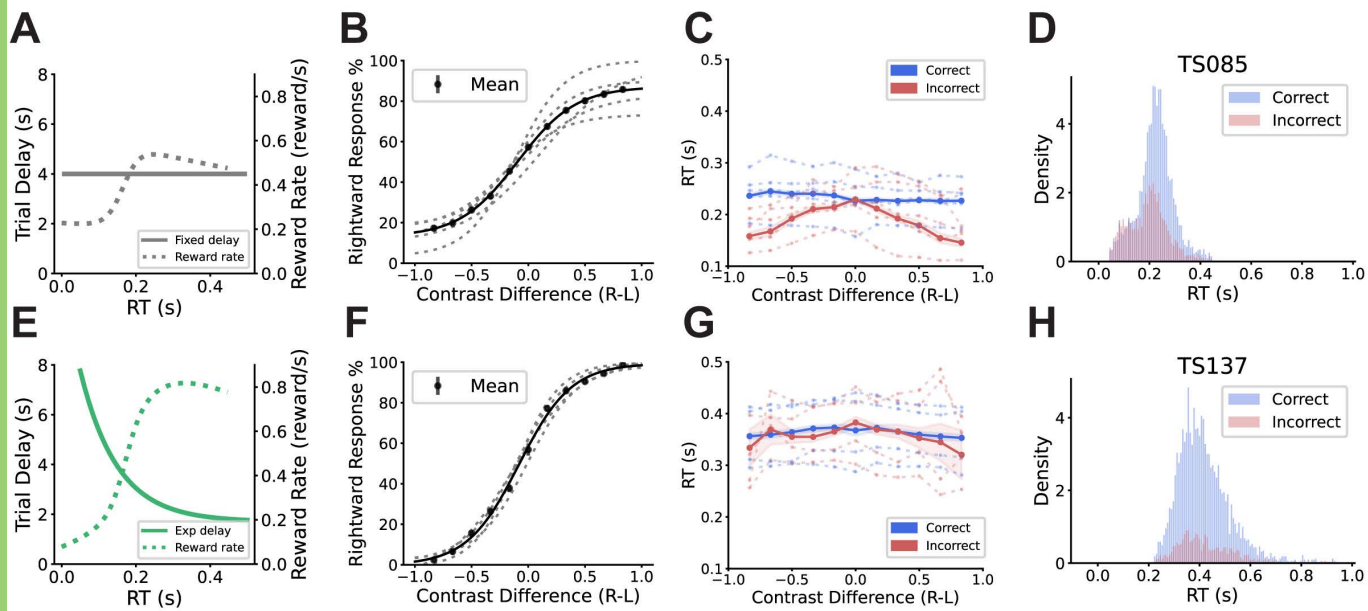 A
B
C
D
Trial Delay (s)
8
6
4
2
0
0.0
0.2
0.4
RT (s)
Fixed delay
Reward rate
0.8
0.6
0.4
0.2
0.0
Reward Rate (reward/s)
Rightward Response %
100
80
60
40
20
0
−1.0
−0.5
0.0
0.5
1.0
Contrast Difference (R-L)
Mean
RT (s)
0.5
0.4
0.3
0.2
0.1
−1.0
−0.5
0.0
0.5
1.0
Contrast Difference (R-L)
Correct
Incorrect
TS085
Density
4
2
0
0.0
0.2
0.4
0.6
0.8
1.0
RT (s)
Correct
Incorrect
E
F
G
H
Trial Delay (s)
8
6
4
2
0
0.0
0.2
0.4
RT (s)
Exp delay
Reward rate
0.8
0.6
0.4
0.2
0.0
Reward Rate (reward/s)
Rightward Response %
100
80
60
40
20
0
−1.0
−0.5
0.0
0.5
1.0
Contrast Difference (R-L)
Mean
RT (s)
0.5
0.4
0.3
0.2
0.1
−1.0
−0.5
0.0
0.5
1.0
Contrast Difference (R-L)
Correct
Incorrect
TS137
Density
4
2
0
0.0
0.2
0.4
0.6
0.8
1.0
RT (s)
Correct
Incorrect